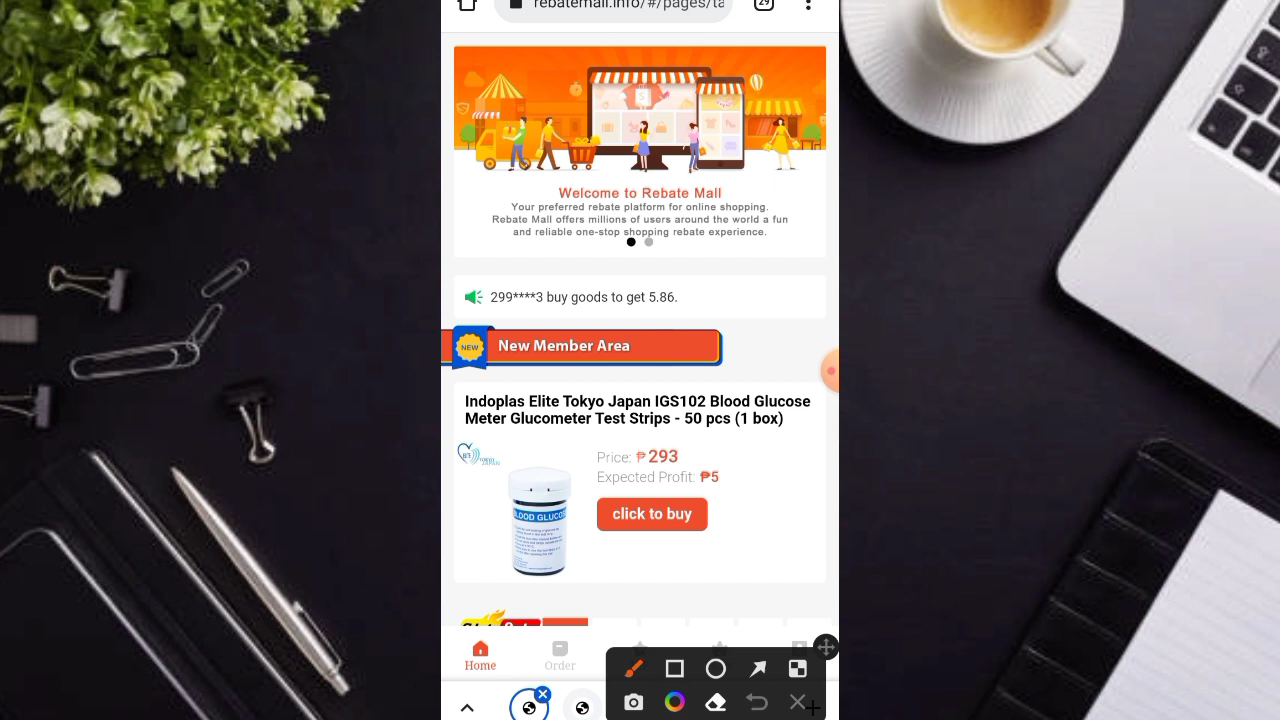 rebatemall.info/#/pages/ta
29
Welcome to Rebate Mall
Your preferred rebate platform for online shopping.
Rebate Mall offers millions of users around the world a fun
and reliable one-stop shopping rebate experience.
299****3 buy goods to get 5.86.
NEW
New Member Area
Indoplas Elite Tokyo Japan IGS102 Blood Glucose
Meter Glucometer Test Strips - 50 pcs (1 box)
Price: ₱293
Expected Profit: ₱5
BLOOD GLUCOS
click to buy
Home
Order